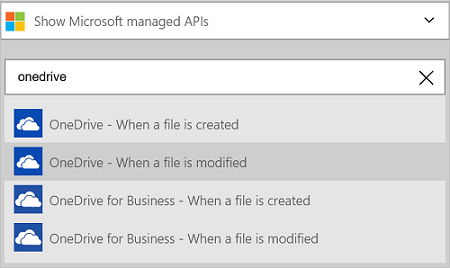 Show Microsoft managed APIs
onedrive
OneDrive - When a file is created
OneDrive - When a file is modified
OneDrive for Business - When a file is created
OneDrive for Business - When a file is modified